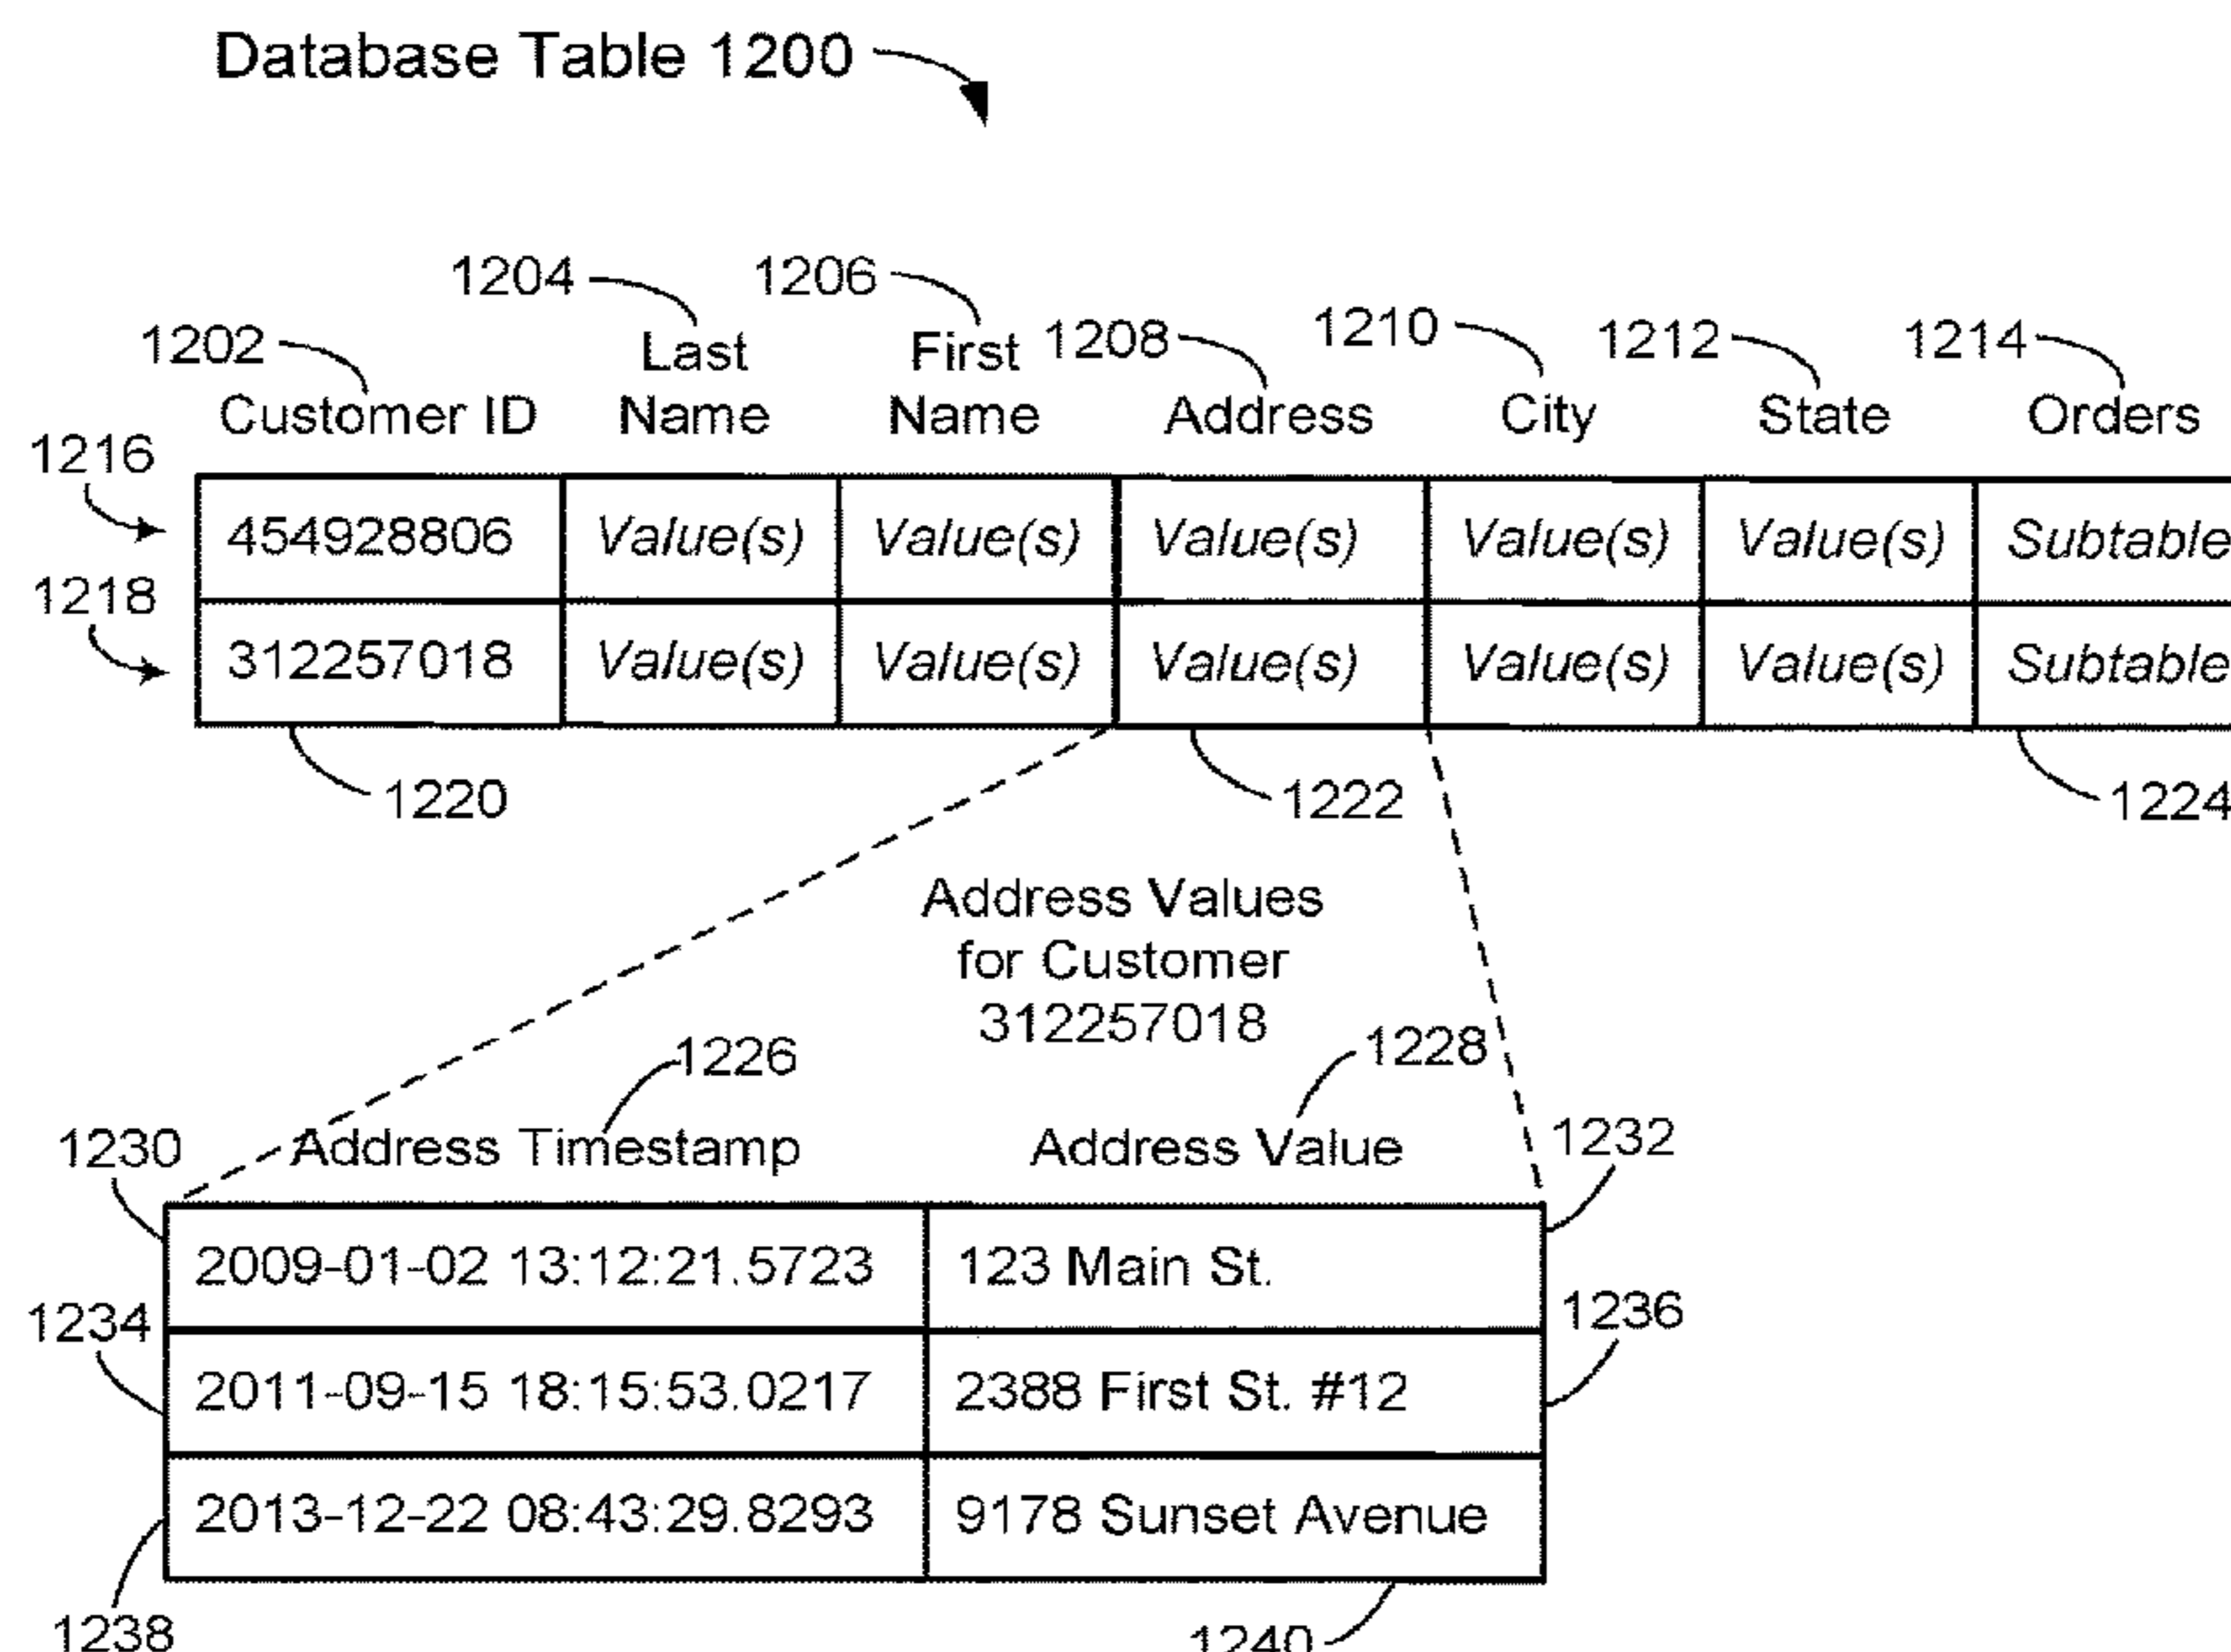 Database Table 1200
1204 1206
1202 Last First 1208 1210 1212 1214
Customer ID Name Name Address City State Orders
1216
454928806 Value(s) Value(s) Value(s) Value(s) Value(s) Subtable
1218
312257018 Value(s) Value(s) Value(s) Value(s) Value(s) Subtable
1220 1222 1224
Address Values
for Customer
312257018
1226 1228
1230 Address Timestamp Address Value 1232
2009-01-02 13:12:21.5723 123 Main St.
1234 1236
2011-09-15 18:15:53.0217 2388 First St. #12
2013-12-22 08:43:29.8293 9178 Sunset Avenue
1238 1240